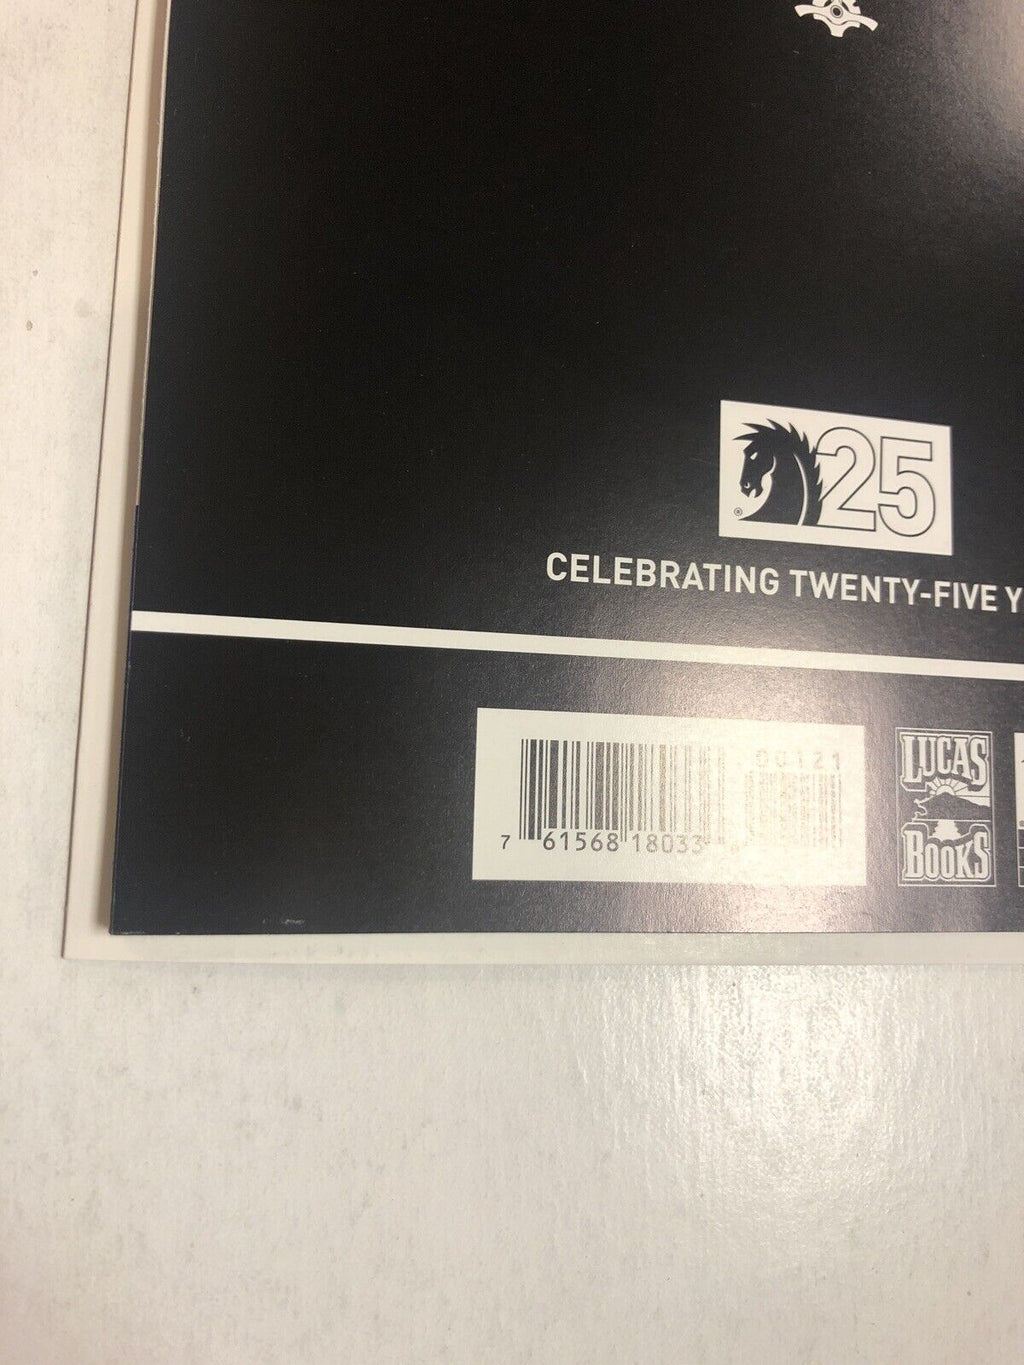 25
®
CELEBRATING TWENTY-FIVE Y
00121
7 61568 18033
LUCAS
BOOKS